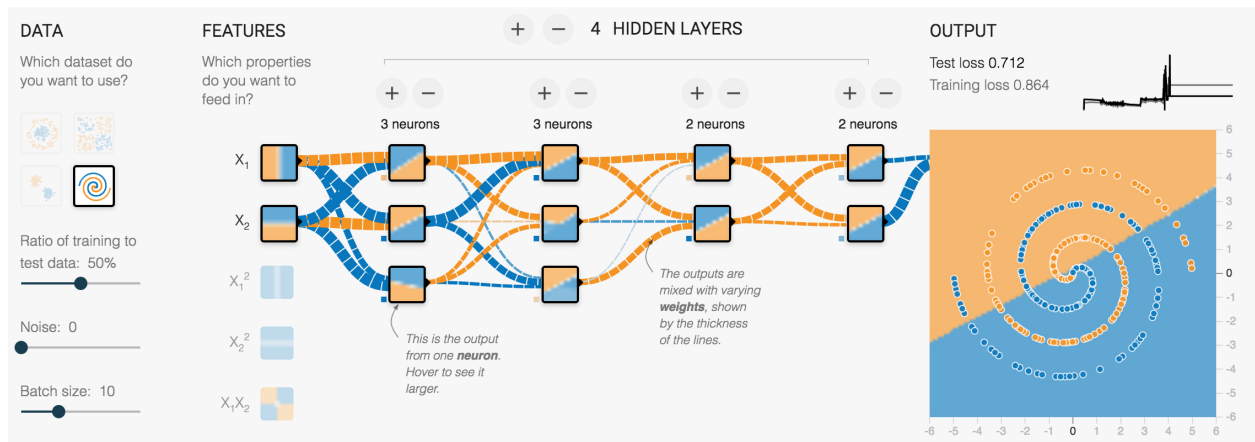 DATA
Which dataset do
you want to use?
Ratio of training to
test data: 50%
Noise: 0
Batch size: 10
FEATURES
Which properties
do you want to
feed in?
X₁
X₂
X₁²
X₂²
X₁X₂
+ − 4 HIDDEN LAYERS
+ − + − + − + −
3 neurons 3 neurons 2 neurons 2 neurons
This is the output
from one neuron.
Hover to see it
larger.
The outputs are
mixed with varying
weights, shown
by the thickness
of the lines.
OUTPUT
Test loss 0.712
Training loss 0.864
6
5
4
3
2
1
0
-1
-2
-3
-4
-5
-6
-6 -5 -4 -3 -2 -1 0 1 2 3 4 5 6